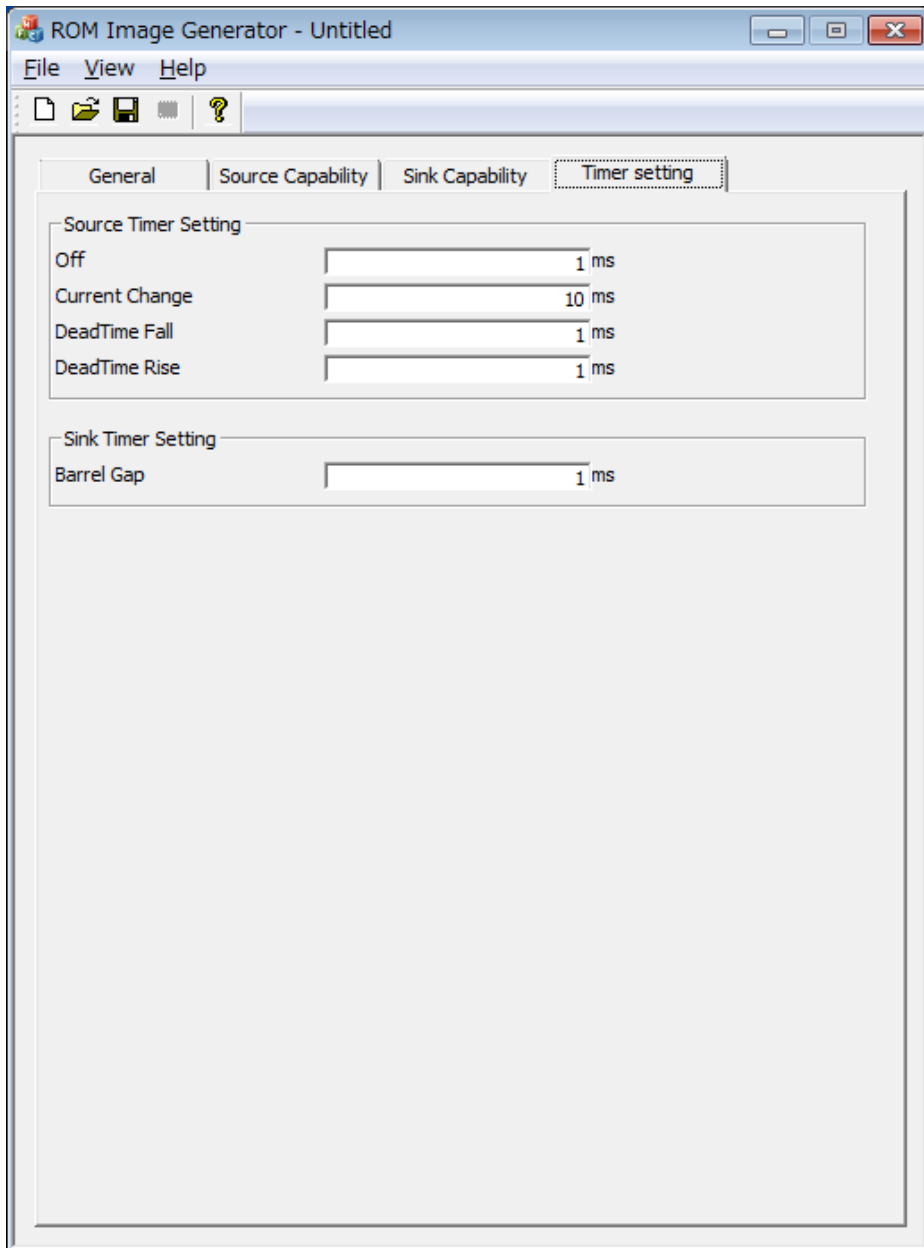 ROM Image Generator - Untitled
File View Help
General Source Capability Sink Capability Timer setting
Source Timer Setting
Off 1 ms
Current Change 10 ms
DeadTime Fall 1 ms
DeadTime Rise 1 ms
Sink Timer Setting
Barrel Gap 1 ms